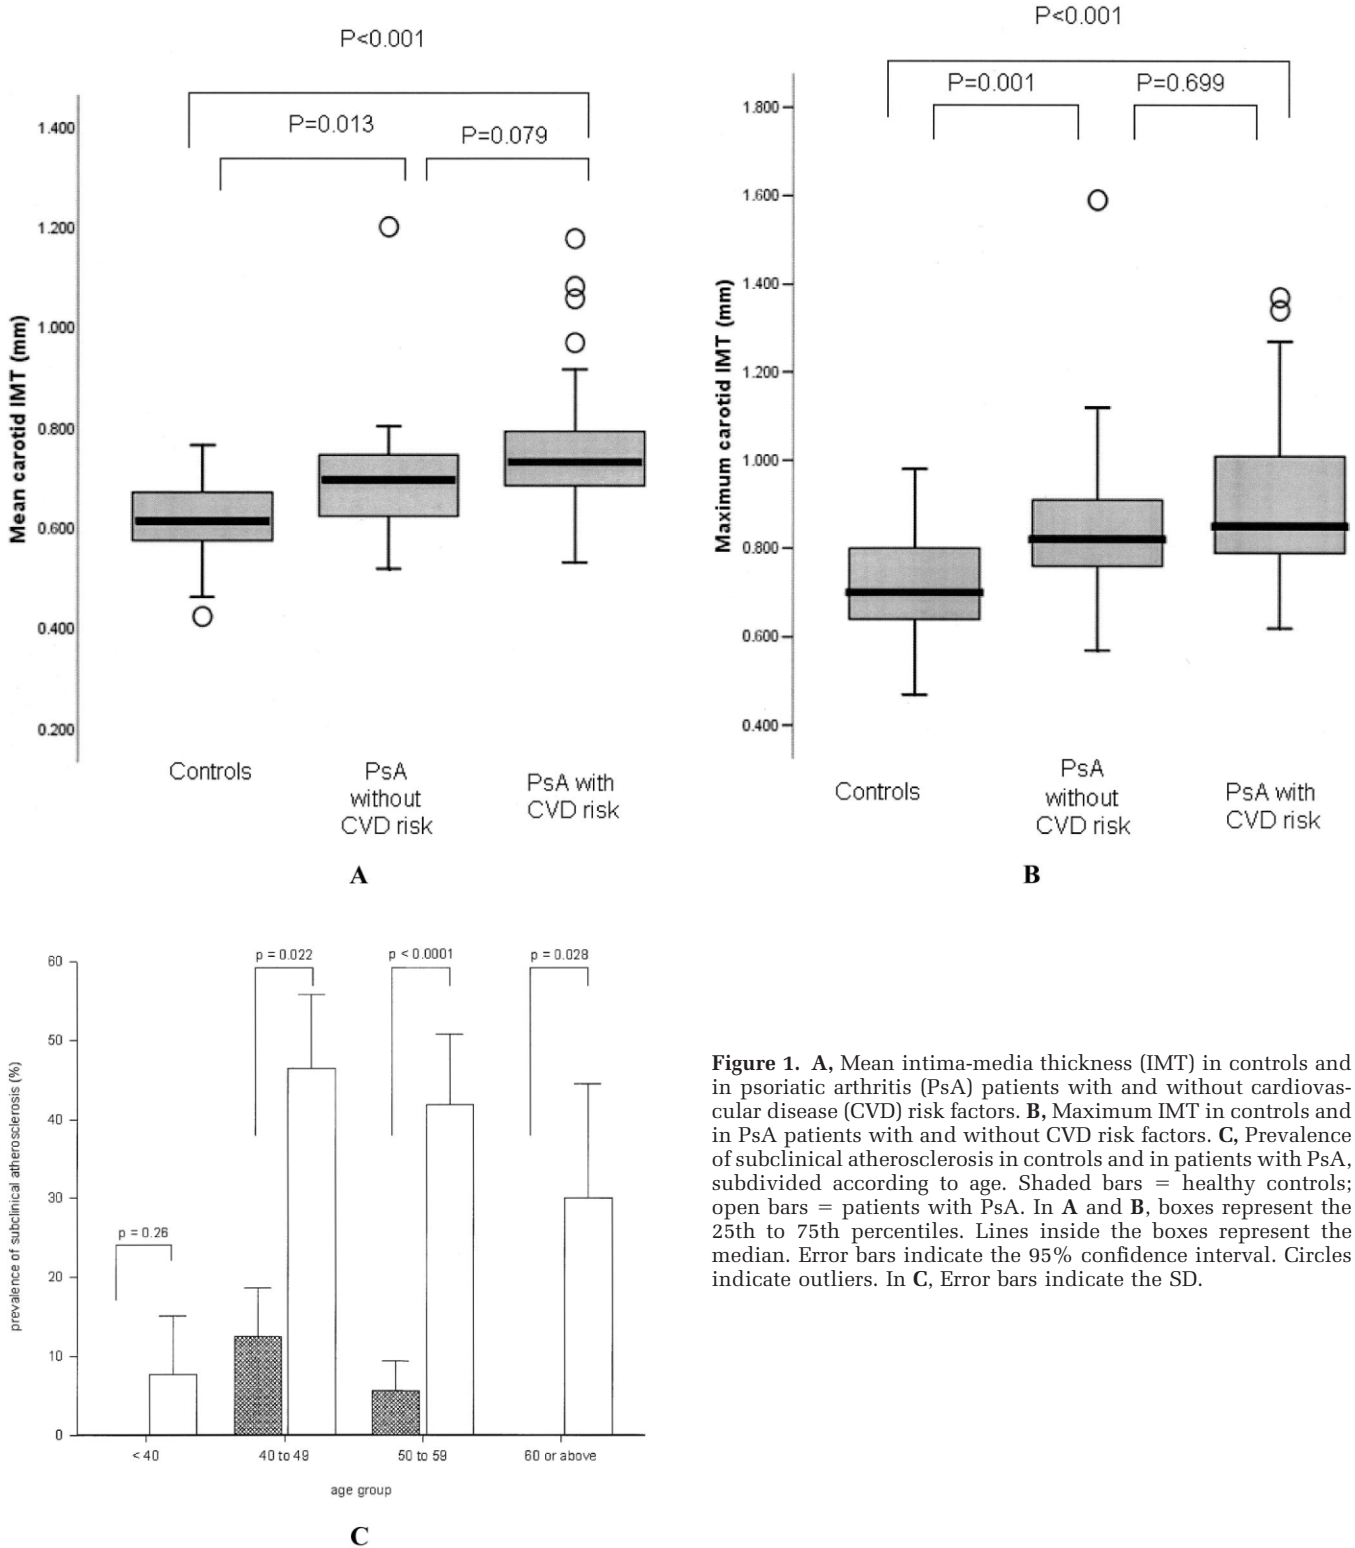 P<0.001
P=0.013
P=0.079
1.400
1.200
1.000
0.800
0.600
0.400
0.200
Mean carotid IMT (mm)
Controls
PsA
without
CVD risk
PsA with
CVD risk
A
P<0.001
P=0.001
P=0.699
1.800
1.600
1.400
1.200
1.000
0.800
0.600
0.400
Maximum carotid IMT (mm)
Controls
PsA
without
CVD risk
PsA with
CVD risk
B
p = 0.022
p < 0.0001
p = 0.028
p = 0.26
60
50
40
30
20
10
0
prevalence of subclinical atherosclerosis (%)
< 40
40 to 49
50 to 59
60 or above
age group
C
Figure 1. A, Mean intima-media thickness (IMT) in controls and
in psoriatic arthritis (PsA) patients with and without cardiovas-
cular disease (CVD) risk factors. B, Maximum IMT in controls and
in PsA patients with and without CVD risk factors. C, Prevalence
of subclinical atherosclerosis in controls and in patients with PsA,
subdivided according to age. Shaded bars = healthy controls;
open bars = patients with PsA. In A and B, boxes represent the
25th to 75th percentiles. Lines inside the boxes represent the
median. Error bars indicate the 95% confidence interval. Circles
indicate outliers. In C, Error bars indicate the SD.